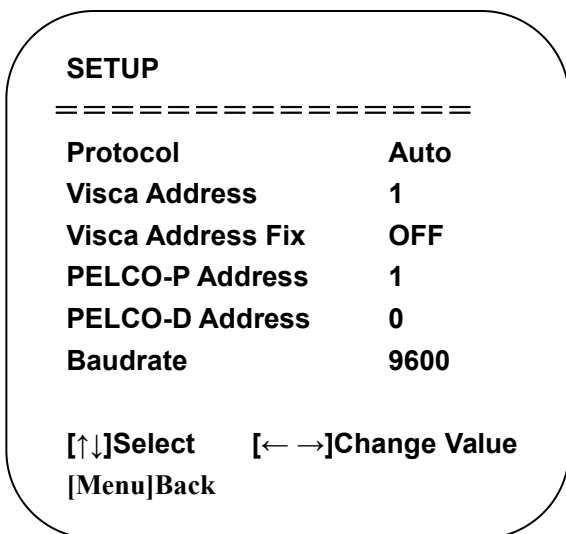 SETUP
===============
Protocol Auto
Visca Address 1
Visca Address Fix OFF
PELCO-P Address 1
PELCO-D Address 0
Baudrate 9600
[↑↓]Select [← →]Change Value
[Menu]Back